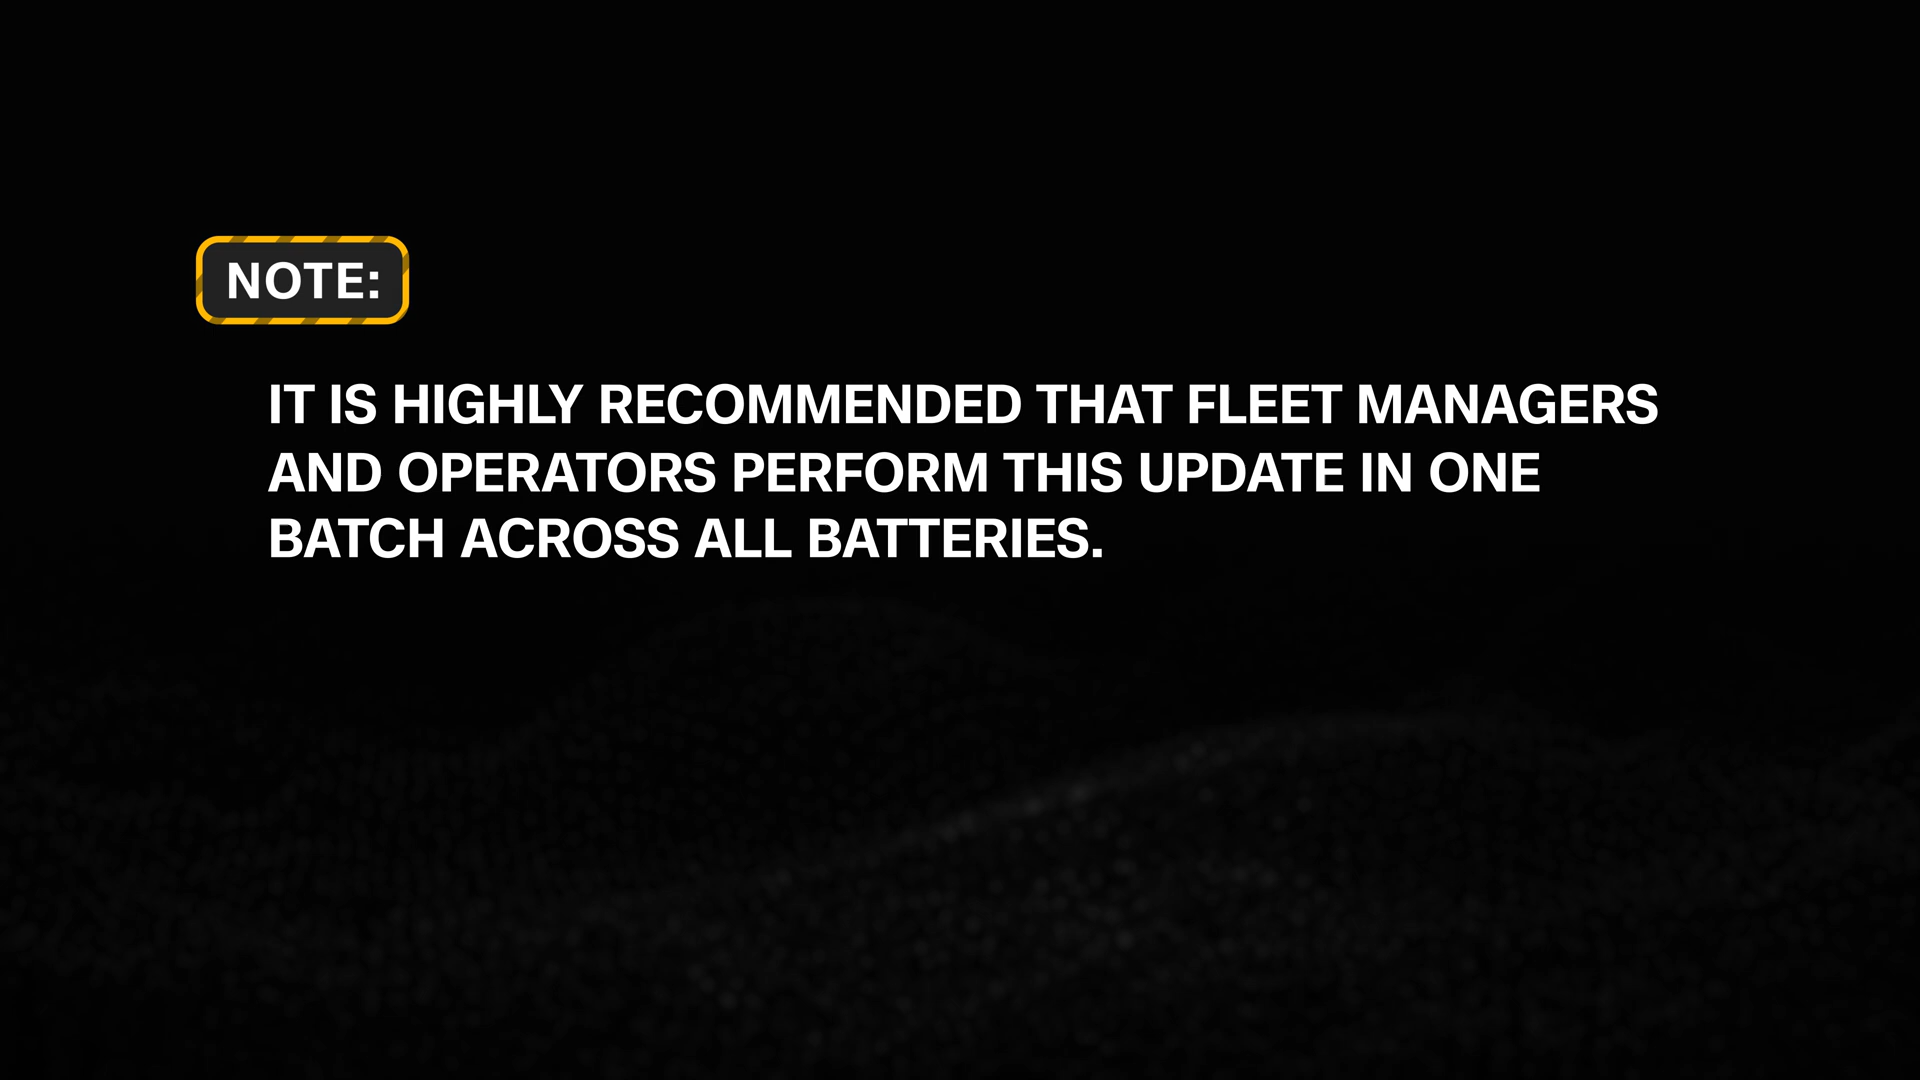 NOTE:
IT IS HIGHLY RECOMMENDED THAT FLEET MANAGERS
AND OPERATORS PERFORM THIS UPDATE IN ONE
BATCH ACROSS ALL BATTERIES.